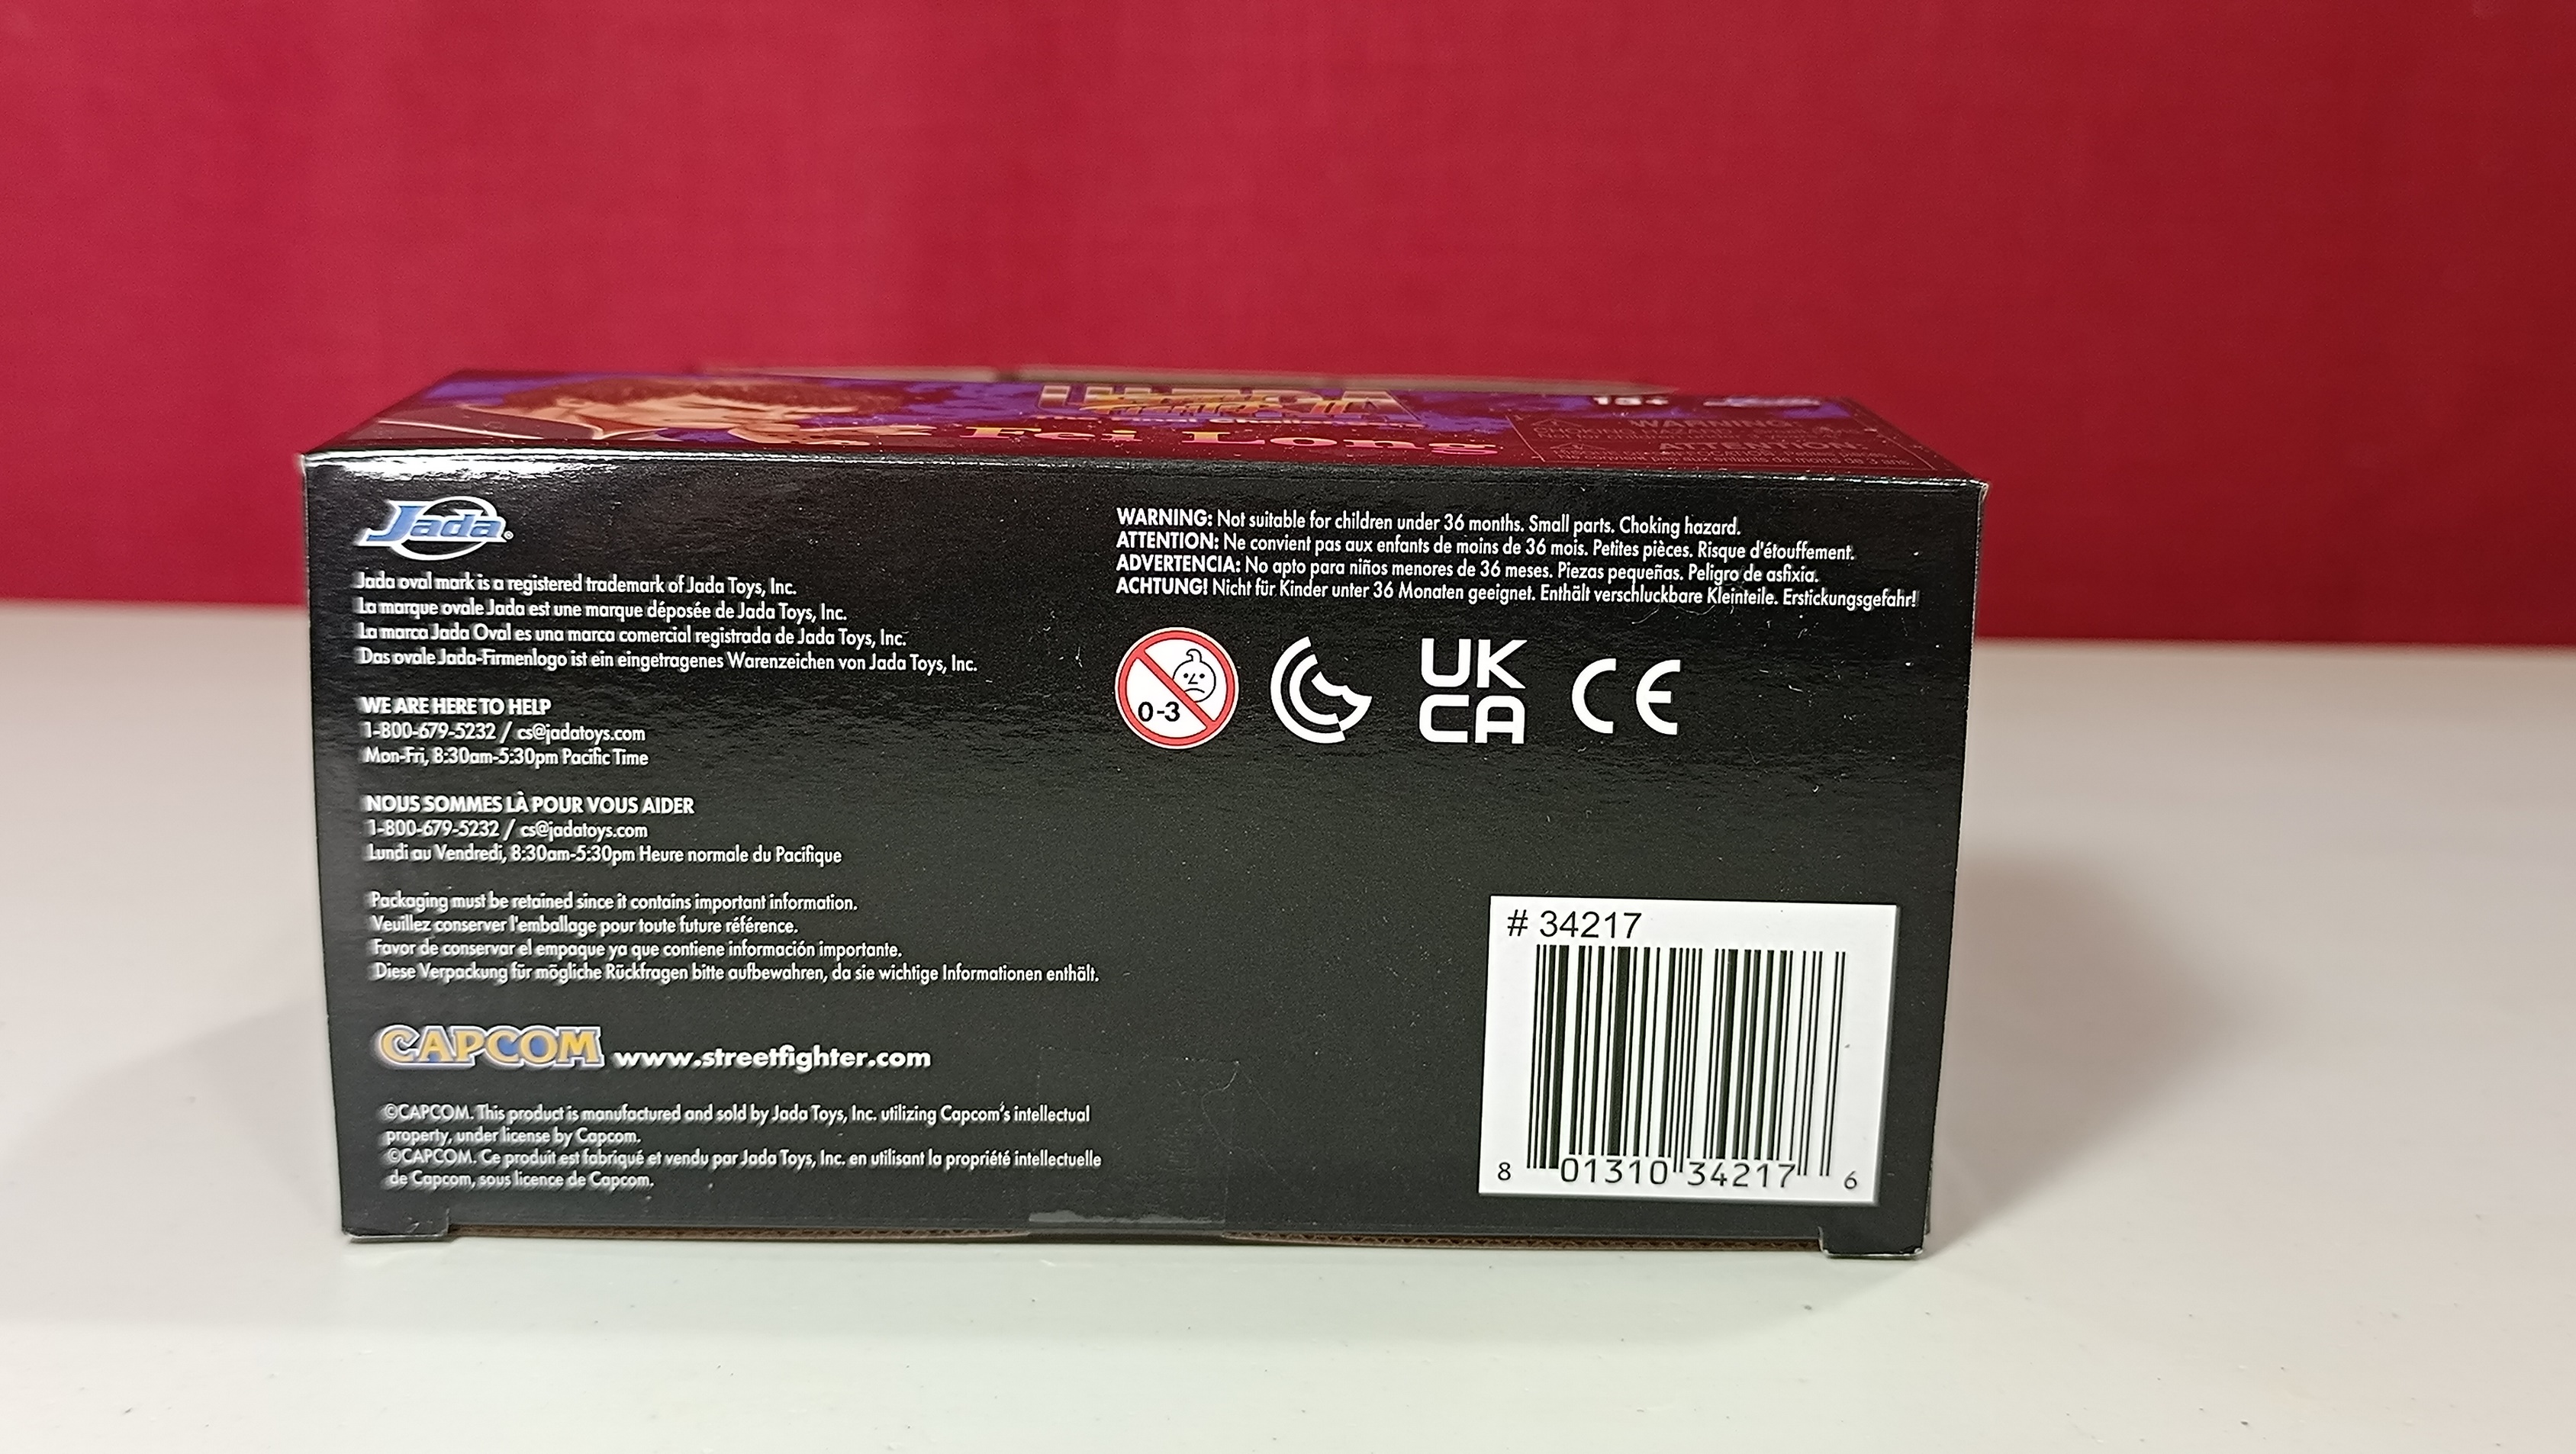 Fei Long
WARNING
ATTENTION
Jada
Jada oval mark is a registered trademark of Jada Toys, Inc.
La marque ovale Jada est une marque déposée de Jada Toys, Inc.
La marca Jada Oval es una marca comercial registrada de Jada Toys, Inc.
Das ovale Jada-Firmenlogo ist ein eingetragenes Warenzeichen von Jada Toys, Inc.
WE ARE HERE TO HELP
1-800-679-5232 / cs@jadatoys.com
Mon-Fri, 8:30am-5:30pm Pacific Time
NOUS SOMMES LÀ POUR VOUS AIDER
1-800-679-5232 / cs@jadatoys.com
Lundi au Vendredi, 8:30am-5:30pm Heure normale du Pacifique
Packaging must be retained since it contains important information.
Veuillez conserver l'emballage pour toute future référence.
Favor de conservar el empaque ya que contiene información importante.
Diese Verpackung für mögliche Rückfragen bitte aufbewahren, da sie wichtige Informationen enthält.
CAPCOM www.streetfighter.com
©CAPCOM. This product is manufactured and sold by Jada Toys, Inc. utilizing Capcom's intellectual
property, under license by Capcom.
©CAPCOM. Ce produit est fabriqué et vendu par Jada Toys, Inc. en utilisant la propriété intellectuelle
de Capcom, sous licence de Capcom.
WARNING: Not suitable for children under 36 months. Small parts. Choking hazard.
ATTENTION: Ne convient pas aux enfants de moins de 36 mois. Petites pièces. Risque d'étouffement.
ADVERTENCIA: No apto para niños menores de 36 meses. Piezas pequeñas. Peligro de asfixia.
ACHTUNG! Nicht für Kinder unter 36 Monaten geeignet. Enthält verschluckbare Kleinteile. Erstickungsgefahr!
0-3
UK
CA
CE
# 34217
8 01310 34217 6